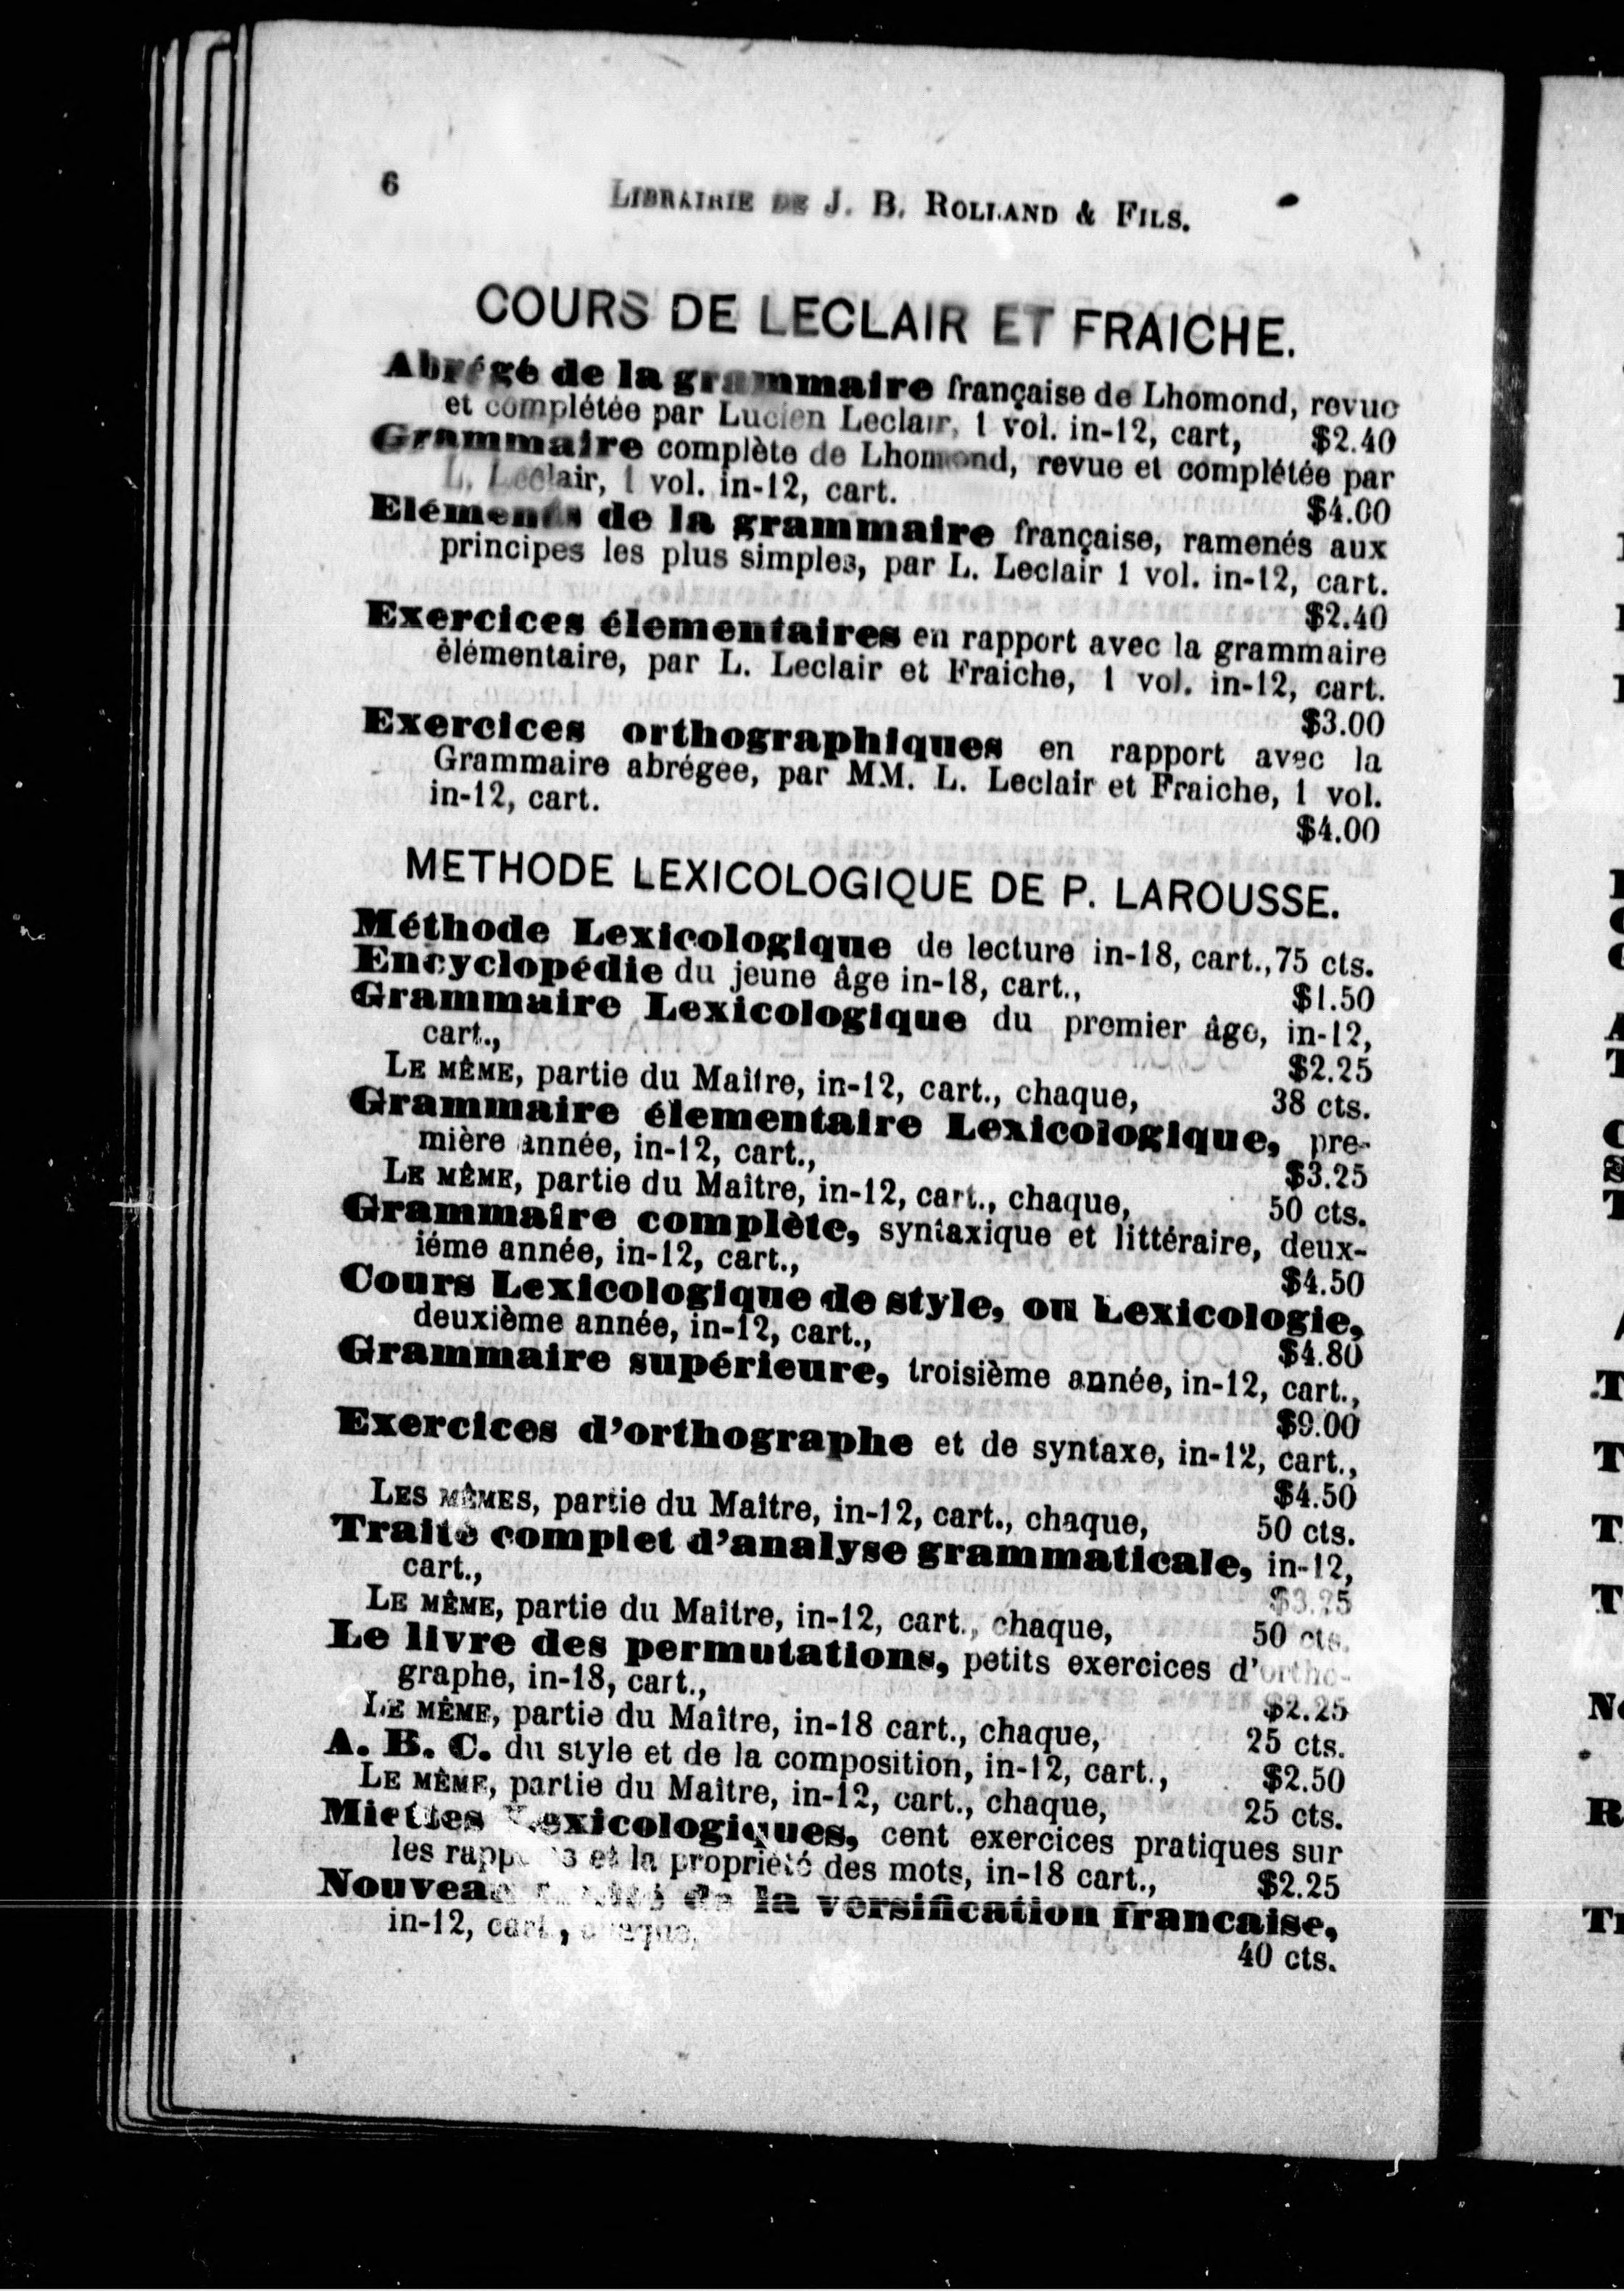 6
LIBRAIRIE DE J. B. ROLLAND & FILS.
COURS DE LECLAIR ET FRAICHE.
Abrégé de la grammaire française de Lhomond, revue
et complétée par Lucien Leclair, 1 vol. in-12, cart, $2.40
Grammaire complète de Lhomond, revue et complétée par
L. Leclair, 1 vol. in-12, cart. $4.00
Eléments de la grammaire française, ramenés aux
principes les plus simples, par L. Leclair 1 vol. in-12, cart.
$2.40
Exercices élementaires en rapport avec la grammaire
élémentaire, par L. Leclair et Fraiche, 1 vol. in-12, cart.
$3.00
Exercices orthographiques en rapport avec la
Grammaire abrégee, par MM. L. Leclair et Fraiche, 1 vol.
in-12, cart. $4.00
METHODE LEXICOLOGIQUE DE P. LAROUSSE.
Méthode Lexicologique de lecture in-18, cart., 75 cts.
Encyclopédie du jeune âge in-18, cart., $1.50
Grammaire Lexicologique du premier âge, in-12,
cart., $2.25
LE MÊME, partie du Maître, in-12, cart., chaque, 38 cts.
Grammaire élementaire Lexicologique, pre-
mière année, in-12, cart., $3.25
LE MÊME, partie du Maître, in-12, cart., chaque, 50 cts.
Grammaire complète, syntaxique et littéraire, deux-
ième année, in-12, cart., $4.50
Cours Lexicologique de style, ou Lexicologie,
deuxième année, in-12, cart., $4.80
Grammaire supérieure, troisième année, in-12, cart.,
$9.00
Exercices d'orthographe et de syntaxe, in-12, cart.,
$4.50
LES MÊMES, partie du Maître, in-12, cart., chaque, 50 cts.
Traité complet d'analyse grammaticale, in-12,
cart., $3.25
LE MÊME, partie du Maître, in-12, cart., chaque, 50 cts.
Le livre des permutations, petits exercices d'ortho-
graphe, in-18, cart., $2.25
LE MÊME, partie du Maître, in-18 cart., chaque, 25 cts.
A. B. C. du style et de la composition, in-12, cart., $2.50
LE MÊME, partie du Maître, in-12, cart., chaque, 25 cts.
Miettes Lexicologiques, cent exercices pratiques sur
les rapports et la propriété des mots, in-18 cart., $2.25
Nouveau traité de la versification francaise,
in-12, cart., chaque, 40 cts.